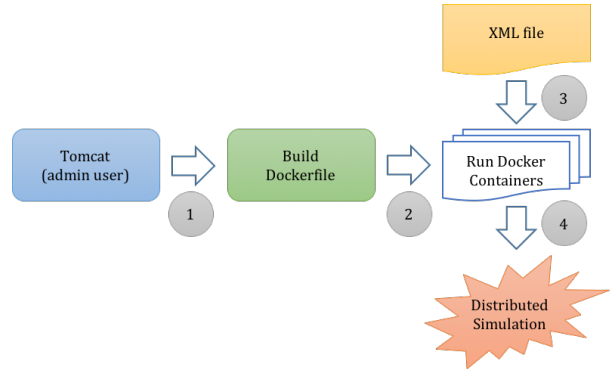 XML file
3
Tomcat
(admin user)
1
Build
Dockerfile
2
Run Docker
Containers
4
Distributed
Simulation